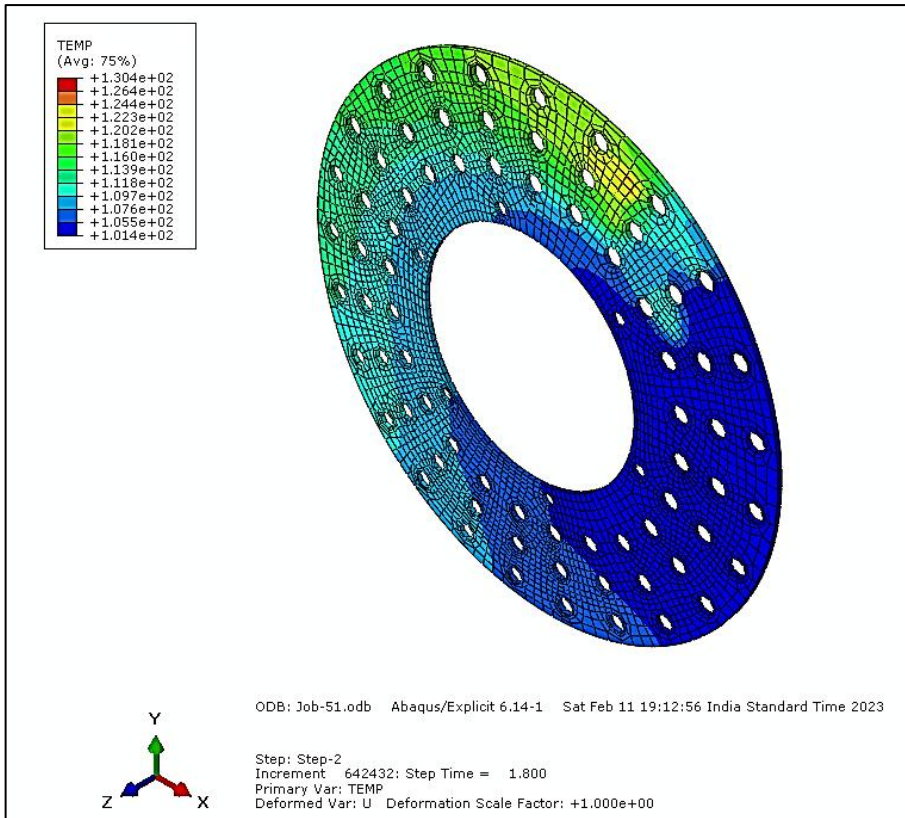 TEMP
(Avg: 75%)
+1.304e+02
+1.264e+02
+1.244e+02
+1.223e+02
+1.202e+02
+1.181e+02
+1.160e+02
+1.139e+02
+1.118e+02
+1.097e+02
+1.076e+02
+1.055e+02
+1.014e+02
ODB: Job-51.odb Abaqus/Explicit 6.14-1 Sat Feb 11 19:12:56 India Standard Time 2023
Y
Z X
Step: Step-2
Increment 642432: Step Time = 1.800
Primary Var: TEMP
Deformed Var: U Deformation Scale Factor: +1.000e+00